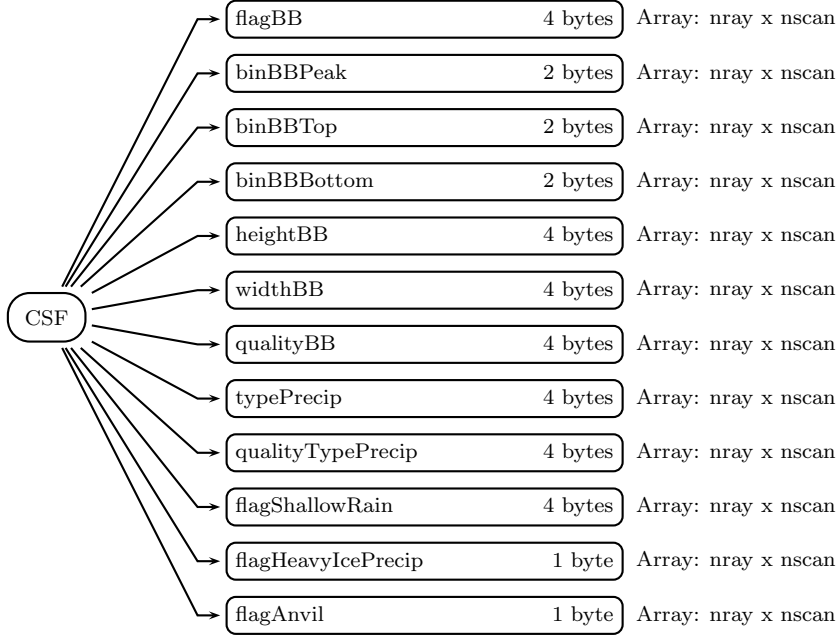 flagBB 4 bytes Array: nray x nscan
binBBPeak 2 bytes Array: nray x nscan
binBBTop 2 bytes Array: nray x nscan
binBBBottom 2 bytes Array: nray x nscan
heightBB 4 bytes Array: nray x nscan
widthBB 4 bytes Array: nray x nscan
CSF
qualityBB 4 bytes Array: nray x nscan
typePrecip 4 bytes Array: nray x nscan
qualityTypePrecip 4 bytes Array: nray x nscan
flagShallowRain 4 bytes Array: nray x nscan
flagHeavyIcePrecip 1 byte Array: nray x nscan
flagAnvil 1 byte Array: nray x nscan